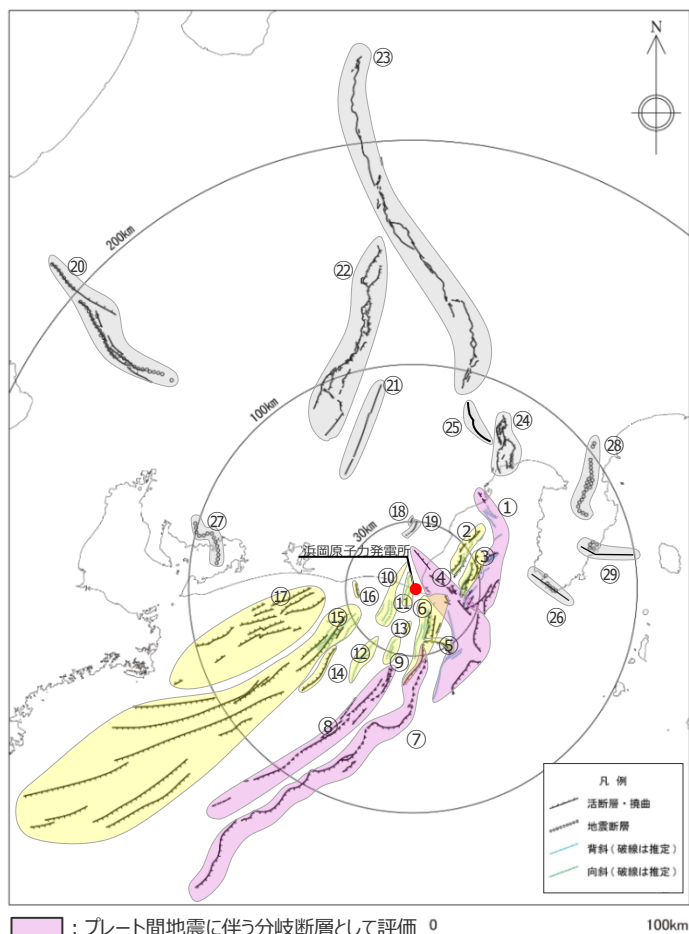 N
㉓
200km
⑳
㉒
㉑
100km
㉕
㉔
㉘
①
㉗
⑱
30km
⑲
②
浜岡原子力発電所
③
㉙
④
⑩
⑰
⑯
⑪
㉖
⑥
⑮
⑬
⑤
⑫
⑨
⑭
⑧
⑦
凡 例
活断層・撓曲
地震断層
背斜(破線は推定)
向斜(破線は推定)
:プレート間地震に伴う分岐断層として評価 0 100km